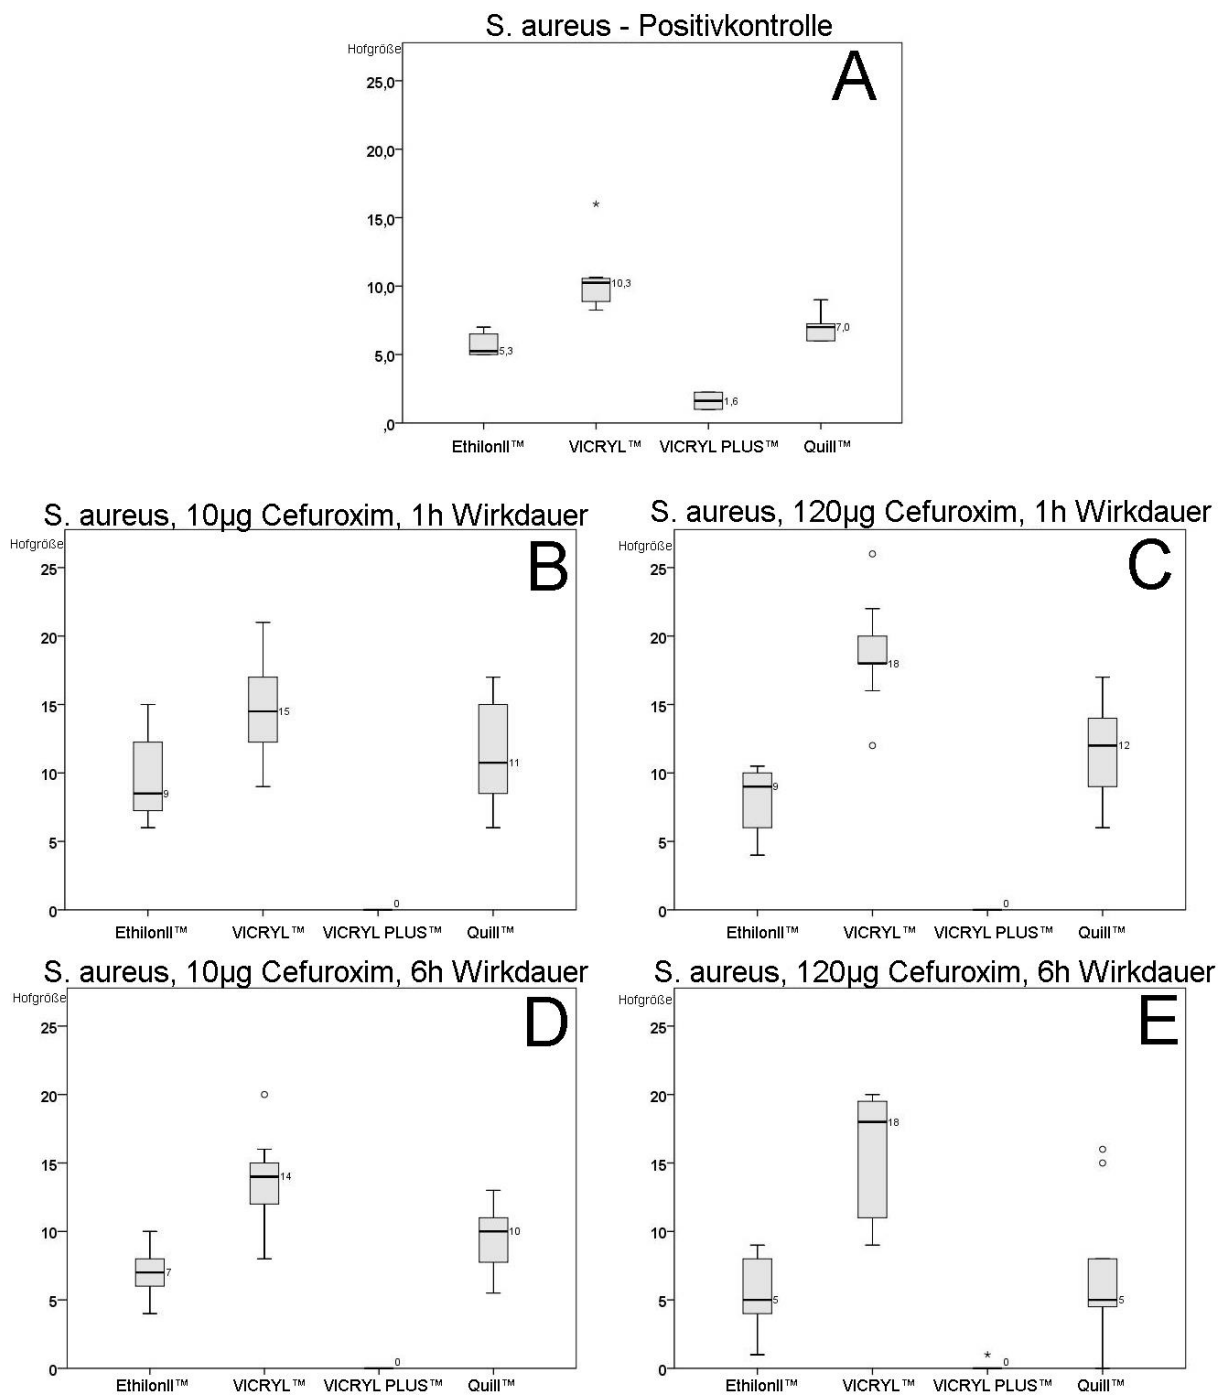 S. aureus - Positivkontrolle
Hofgröße
A
25,0
20,0
15,0
10,0
5,0
,0
5,3
10,3
1,6
7,0
EthilonII™ VICRYL™ VICRYL PLUS™ Quill™
S. aureus, 10µg Cefuroxim, 1h Wirkdauer
Hofgröße
B
25
20
15
10
5
0
9
15
0
11
EthilonII™ VICRYL™ VICRYL PLUS™ Quill™
S. aureus, 120µg Cefuroxim, 1h Wirkdauer
Hofgröße
C
25
20
15
10
5
0
9
18
0
12
EthilonII™ VICRYL™ VICRYL PLUS™ Quill™
S. aureus, 10µg Cefuroxim, 6h Wirkdauer
Hofgröße
D
25
20
15
10
5
0
7
14
0
10
EthilonII™ VICRYL™ VICRYL PLUS™ Quill™
S. aureus, 120µg Cefuroxim, 6h Wirkdauer
Hofgröße
E
25
20
15
10
5
0
5
18
0
5
EthilonII™ VICRYL™ VICRYL PLUS™ Quill™